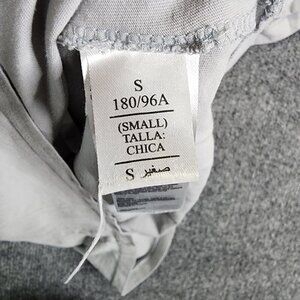 S
180/96A
(SMALL)
TALLA:
CHICA
S صغير